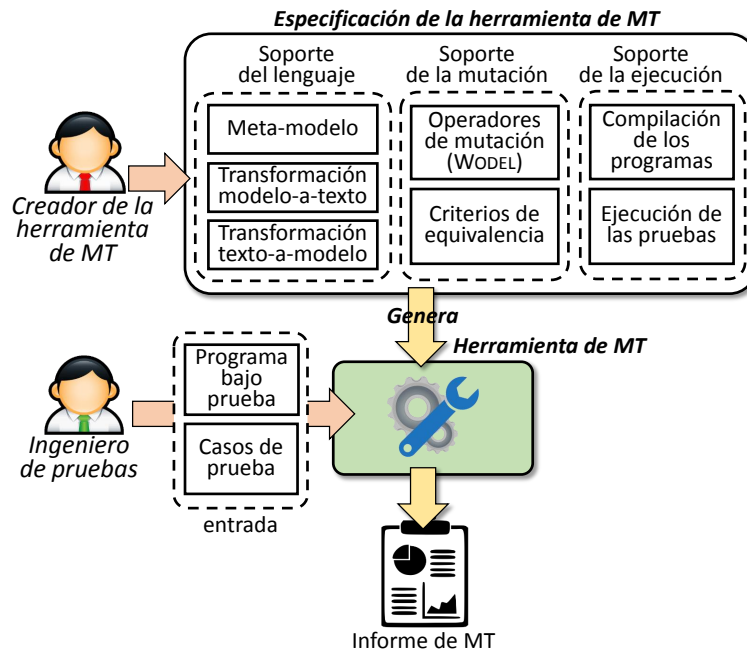 Especificación de la herramienta de MT
Soporte
del lenguaje
Soporte
de la mutación
Soporte
de la ejecución
Meta-modelo
Transformación
modelo-a-texto
Transformación
texto-a-modelo
Operadores
de mutación
(WODEL)
Criterios de
equivalencia
Compilación
de los
programas
Ejecución de
las pruebas
Creador de la
herramienta
de MT
Genera
Herramienta de MT
Programa
bajo
prueba
Casos de
prueba
entrada
Ingeniero
de pruebas
Informe de MT